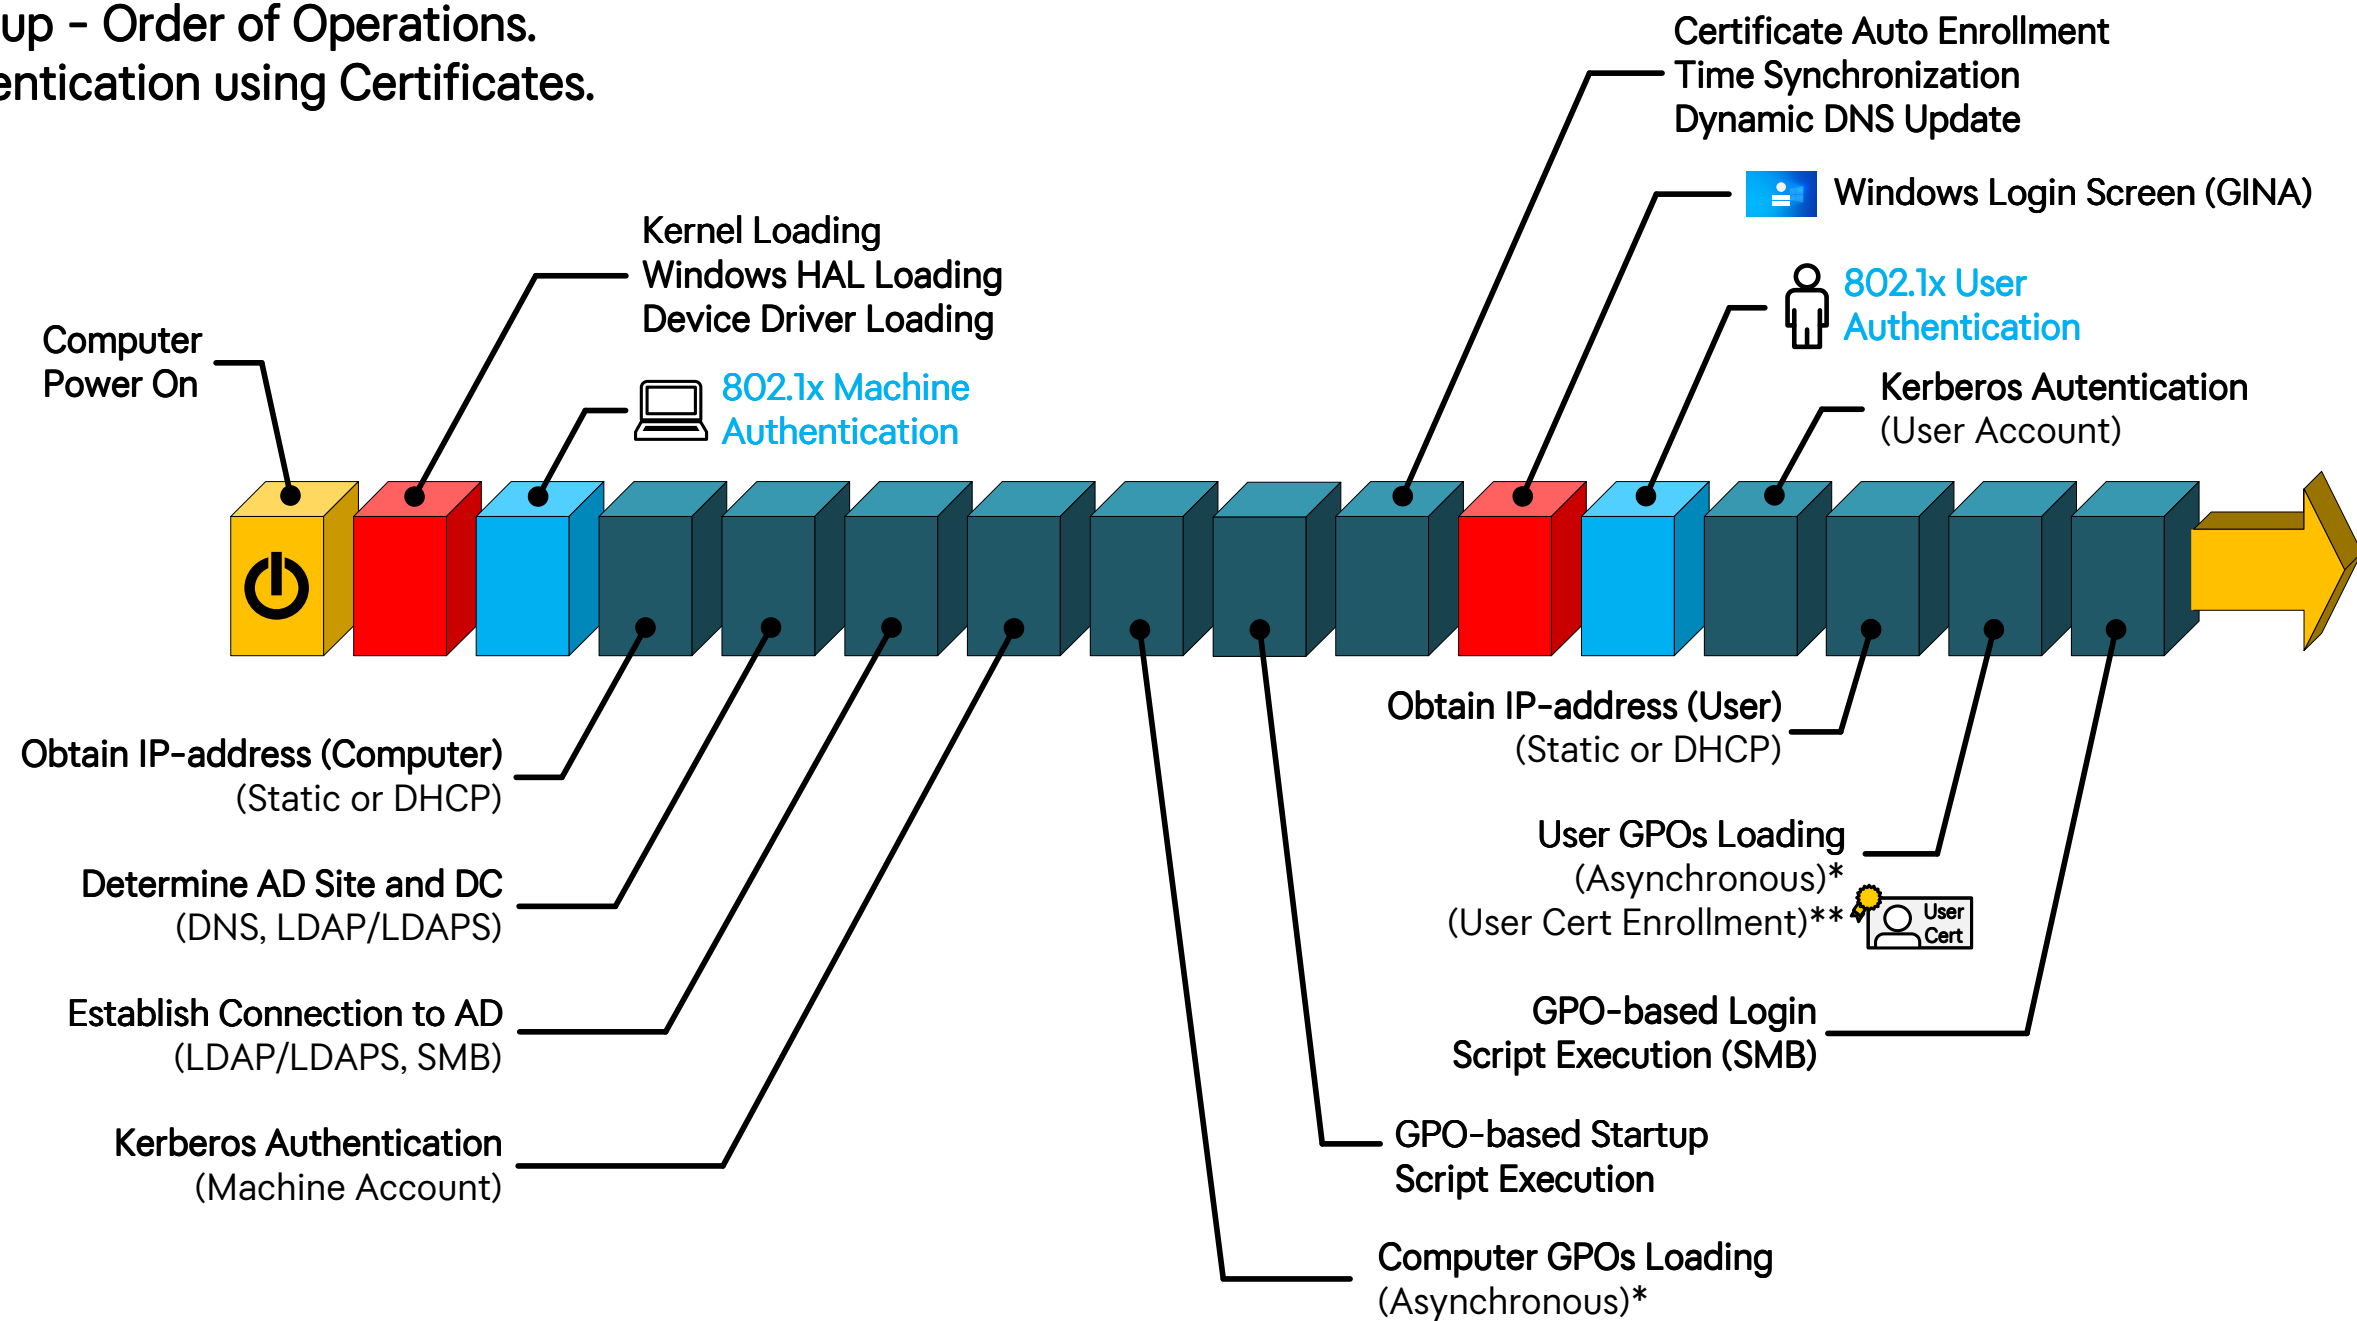 up - Order of Operations.
entication using Certificates.
Certificate Auto Enrollment
Time Synchronization
Dynamic DNS Update
Windows Login Screen (GINA)
Kernel Loading
Windows HAL Loading
Device Driver Loading
802.1x User
Authentication
Computer
Power On
802.1x Machine
Authentication
Kerberos Autentication
(User Account)
Obtain IP-address (Computer)
(Static or DHCP)
Determine AD Site and DC
(DNS, LDAP/LDAPS)
Establish Connection to AD
(LDAP/LDAPS, SMB)
Kerberos Authentication
(Machine Account)
Obtain IP-address (User)
(Static or DHCP)
User GPOs Loading
(Asynchronous)*
(User Cert Enrollment)**
User
Cert
GPO-based Login
Script Execution (SMB)
GPO-based Startup
Script Execution
Computer GPOs Loading
(Asynchronous)*